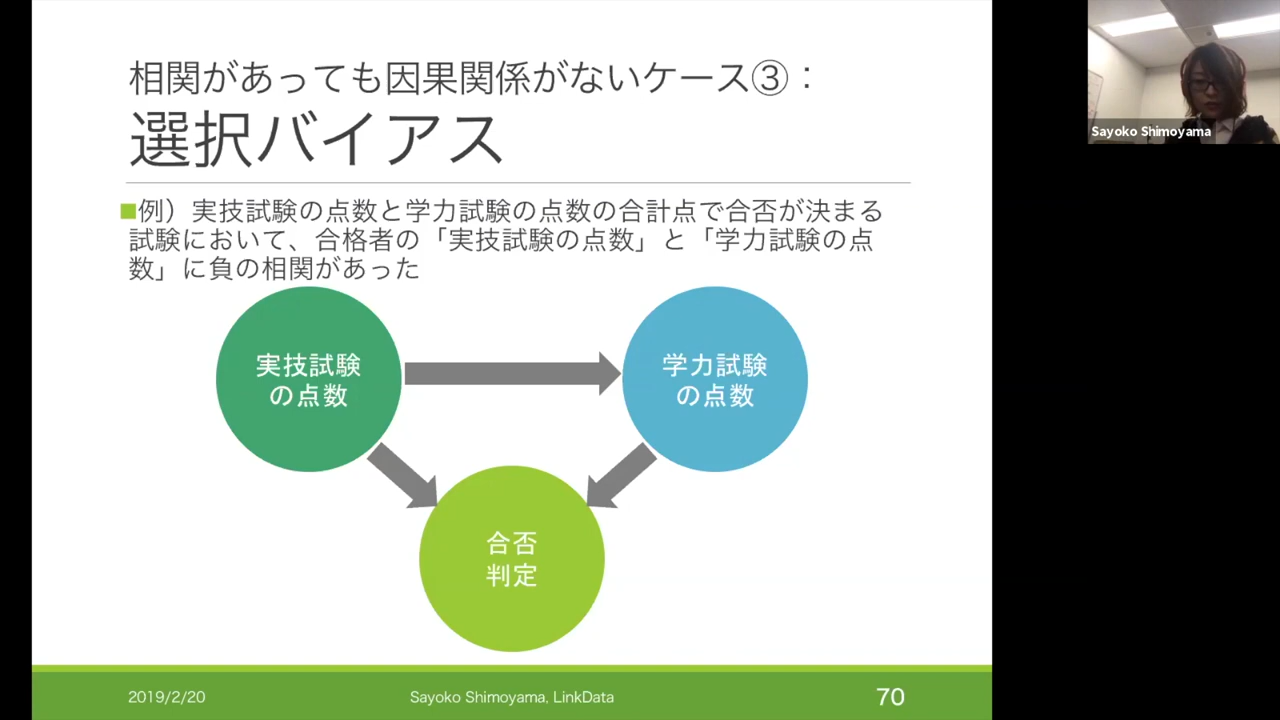 相関があっても因果関係がないケース③：
選択バイアス
例）実技試験の点数と学力試験の点数の合計点で合否が決まる
試験において、合格者の「実技試験の点数」と「学力試験の点
数」に負の相関があった
実技試験
の点数
学力試験
の点数
合否
判定
2019/2/20
Sayoko Shimoyama, LinkData
70
Sayoko Shimoyama